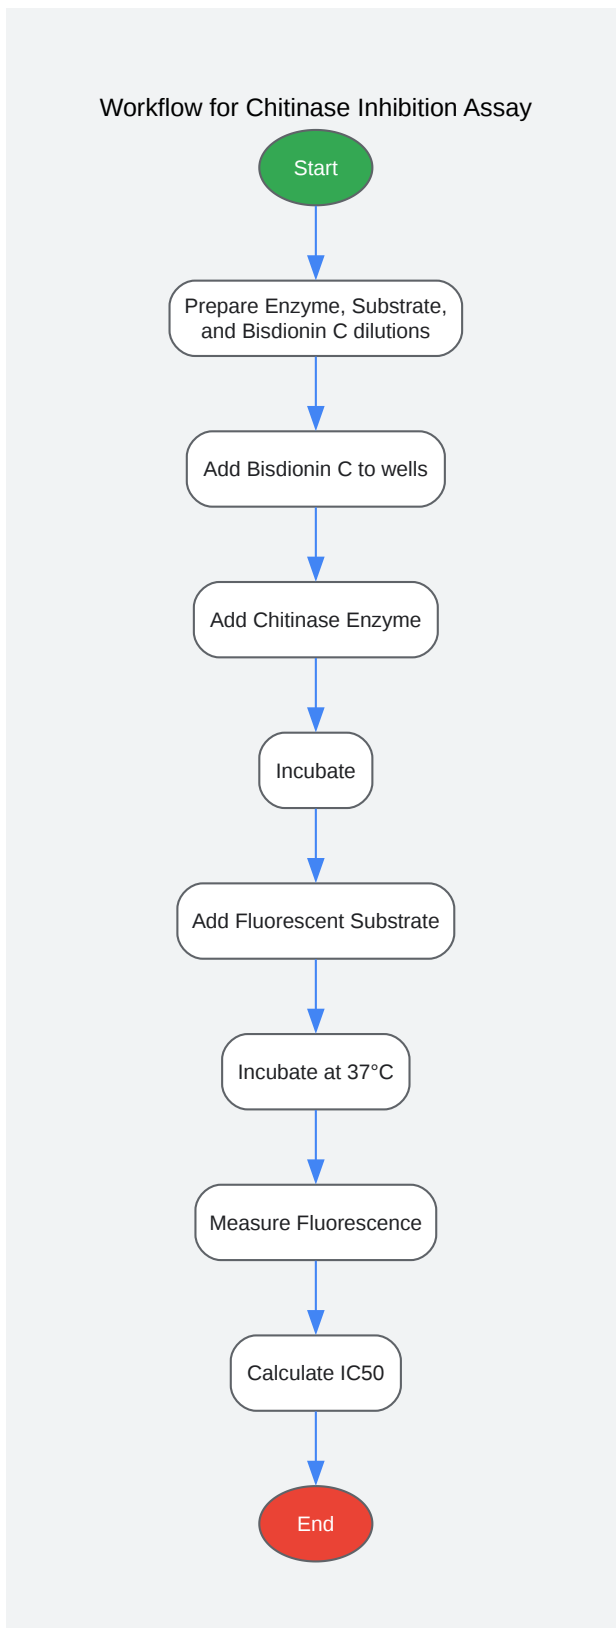 Workflow for Chitinase Inhibition Assay
Start
Prepare Enzyme, Substrate,
and Bisdionin C dilutions
Add Bisdionin C to wells
Add Chitinase Enzyme
Incubate
Add Fluorescent Substrate
Incubate at 37°C
Measure Fluorescence
Calculate IC50
End